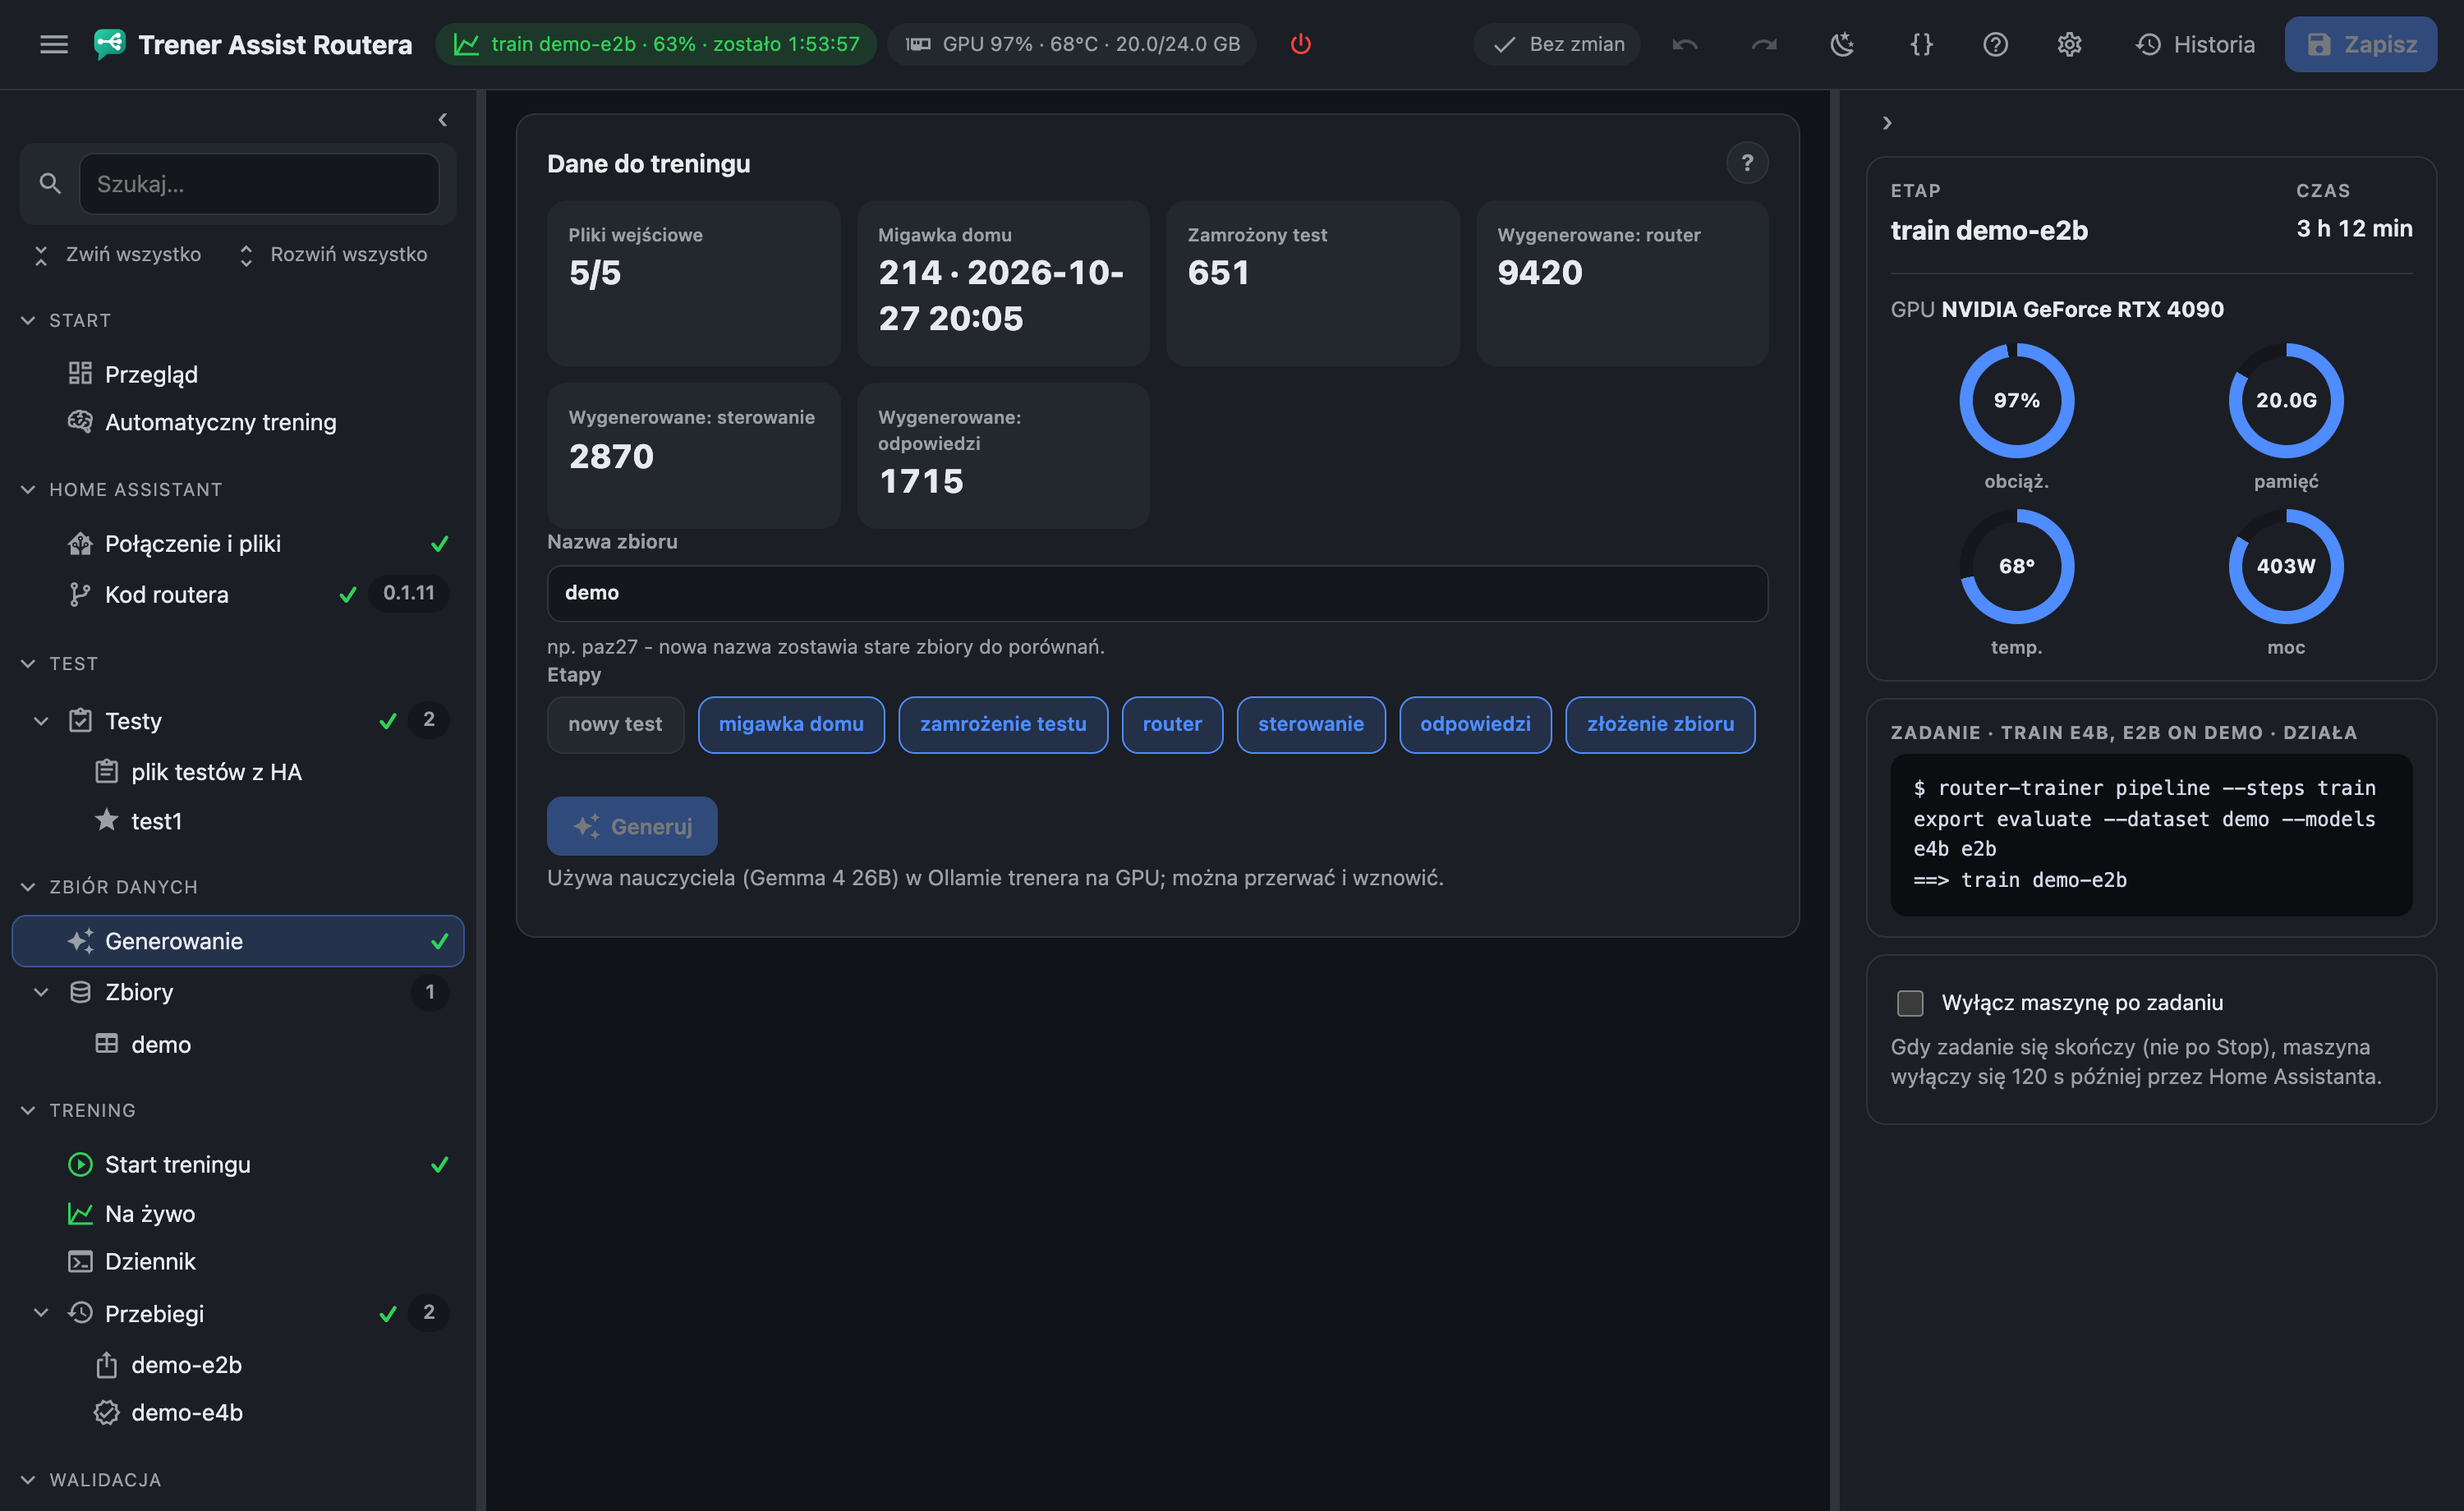 Trener Assist Routera
train demo-e2b · 63% · zostało 1:53:57
GPU 97% · 68°C · 20.0/24.0 GB
Bez zmian
Historia
Zapisz
Szukaj...
Zwiń wszystko
Rozwiń wszystko
START
Przegląd
Automatyczny trening
HOME ASSISTANT
Połączenie i pliki
Kod routera
0.1.11
TEST
Testy
2
plik testów z HA
test1
ZBIÓR DANYCH
Generowanie
Zbiory
1
demo
TRENING
Start treningu
Na żywo
Dziennik
Przebiegi
2
demo-e2b
demo-e4b
WALIDACJA
Dane do treningu
?
Pliki wejściowe
5/5
Migawka domu
214 · 2026-10-
27 20:05
Zamrożony test
651
Wygenerowane: router
9420
Wygenerowane: sterowanie
2870
Wygenerowane:
odpowiedzi
1715
Nazwa zbioru
demo
np. paz27 - nowa nazwa zostawia stare zbiory do porównań.
Etapy
nowy test
migawka domu
zamrożenie testu
router
sterowanie
odpowiedzi
złożenie zbioru
Generuj
Używa nauczyciela (Gemma 4 26B) w Ollamie trenera na GPU; można przerwać i wznowić.
ETAP
CZAS
train demo-e2b
3 h 12 min
GPU NVIDIA GeForce RTX 4090
97%
20.0G
obciąż.
pamięć
68°
403W
temp.
moc
ZADANIE · TRAIN E4B, E2B ON DEMO · DZIAŁA
$ router-trainer pipeline --steps train
export evaluate --dataset demo --models
e4b e2b
==> train demo-e2b
Wyłącz maszynę po zadaniu
Gdy zadanie się skończy (nie po Stop), maszyna
wyłączy się 120 s później przez Home Assistanta.